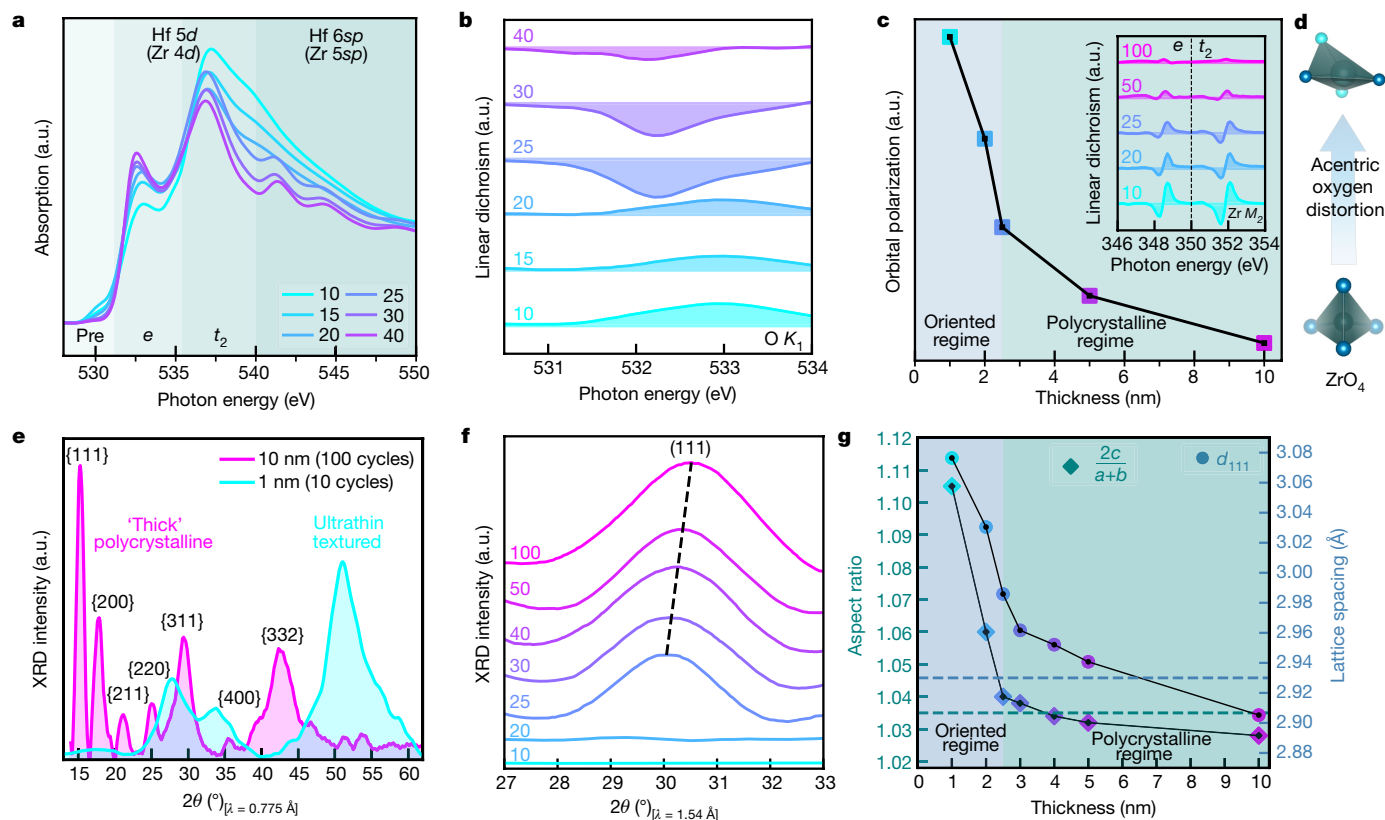 a
Hf 5d
(Zr 4d)
Hf 6sp
(Zr 5sp)
Absorption (a.u.)
Pre
e
t2
10
15
20
25
30
40
530
535
540
545
550
Photon energy (eV)
b
Linear dichroism (a.u.)
40
30
25
20
15
10
O K1
531
532
533
534
Photon energy (eV)
c
Orbital polarization (a.u.)
Oriented
regime
Polycrystalline
regime
0
2
4
6
8
10
Thickness (nm)
Linear dichroism (a.u.)
e
t2
100
50
25
20
10
Zr M2
346
348
350
352
354
Photon energy (eV)
d
Acentric
oxygen
distortion
ZrO4
e
XRD intensity (a.u.)
{111}
{200}
{211}
{220}
{311}
{400}
{332}
10 nm (100 cycles)
1 nm (10 cycles)
'Thick'
polycrystalline
Ultrathin
textured
15
20
25
30
35
40
45
50
55
60
2θ (°)[λ = 0.775 Å]
f
XRD intensity (a.u.)
(111)
100
50
40
30
25
20
10
27
28
29
30
31
32
33
2θ (°)[λ = 1.54 Å]
g
Aspect ratio
1.12
1.11
1.10
1.09
1.08
1.07
1.06
1.05
1.04
1.03
1.02
2c
a+b
d111
Oriented
regime
Polycrystalline
regime
0
1
2
3
4
5
6
7
8
9
10
Thickness (nm)
3.08
3.06
3.04
3.02
3.00
2.98
2.96
2.94
2.92
2.90
2.88
Lattice spacing (Å)